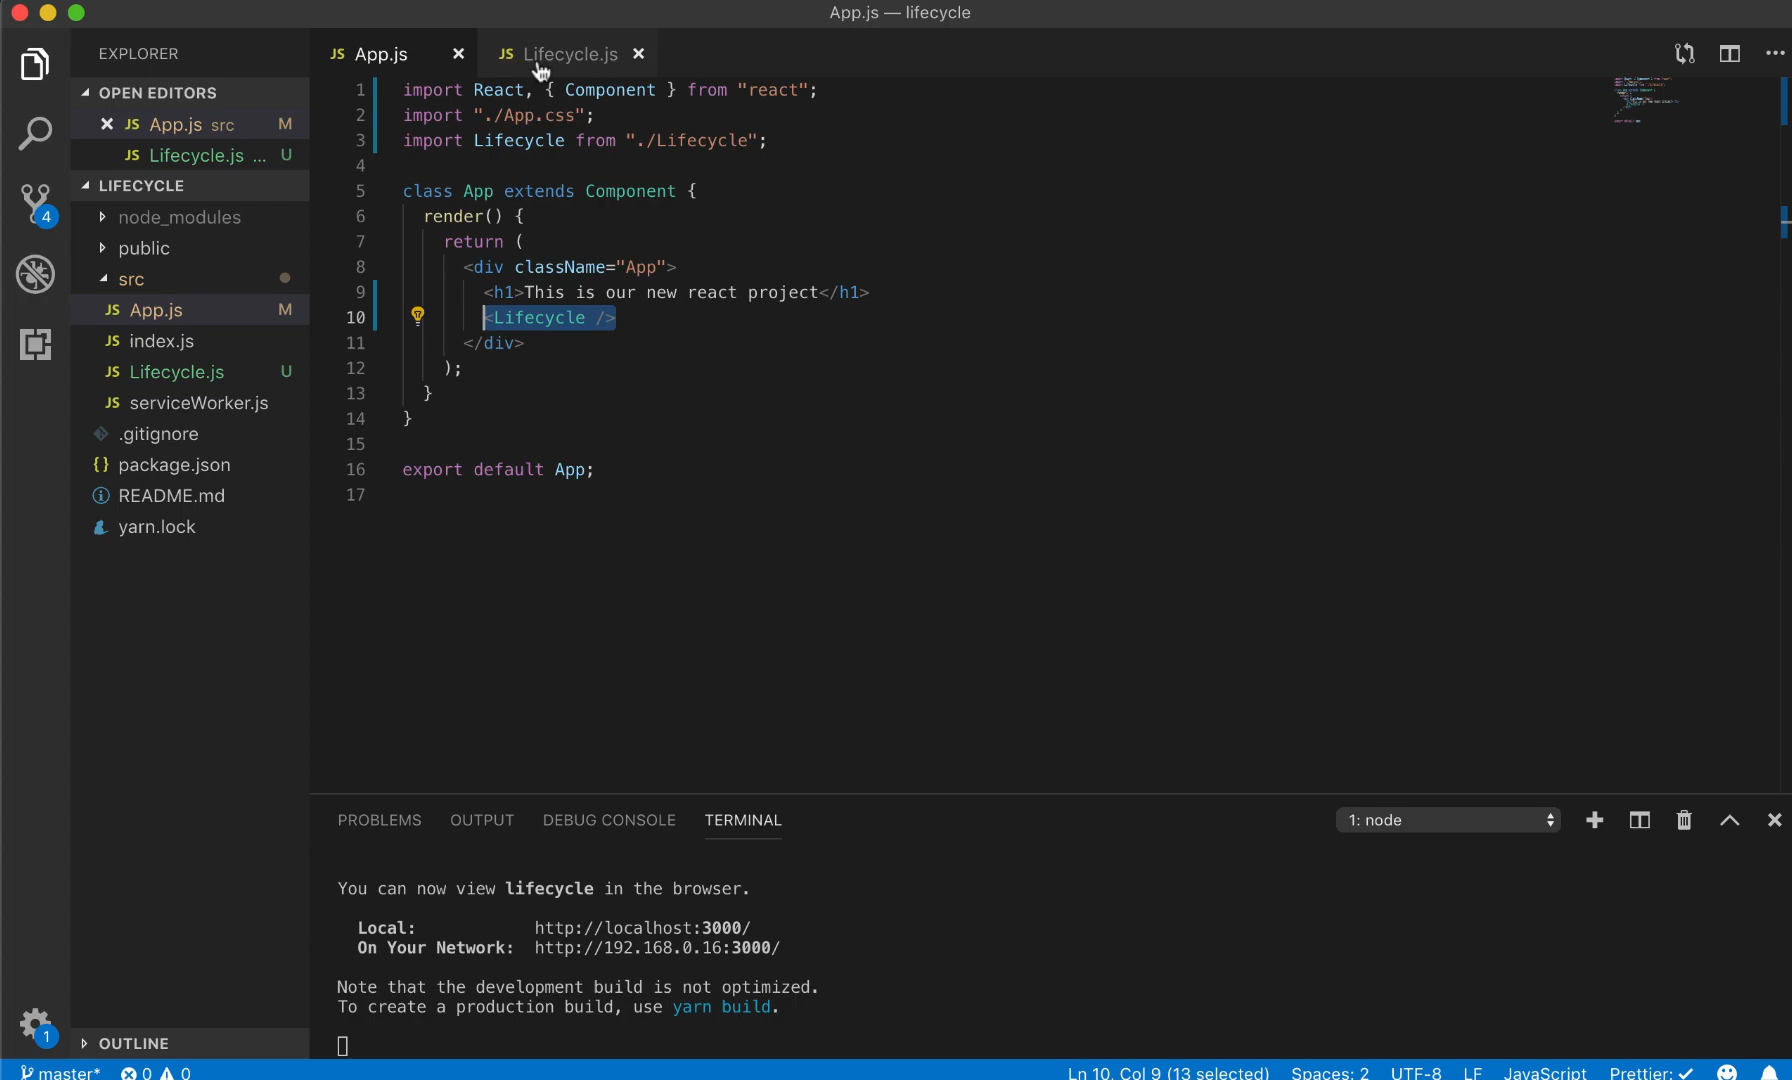 App.js — lifecycle
EXPLORER
OPEN EDITORS
JS App.js src M
JS Lifecycle.js ... U
LIFECYCLE
node_modules
public
src
JS App.js M
JS index.js
JS Lifecycle.js U
JS serviceWorker.js
.gitignore
{} package.json
README.md
yarn.lock
OUTLINE
4
1
JS App.js
JS Lifecycle.js
1 import React, { Component } from "react";
2 import "./App.css";
3 import Lifecycle from "./Lifecycle";
4
5 class App extends Component {
6 render() {
7 return (
8 <div className="App">
9 <h1>This is our new react project</h1>
10 <Lifecycle />
11 </div>
12 );
13 }
14 }
15
16 export default App;
17
PROBLEMS OUTPUT DEBUG CONSOLE TERMINAL
1: node
You can now view lifecycle in the browser.
Local: http://localhost:3000/
On Your Network: http://192.168.0.16:3000/
Note that the development build is not optimized.
To create a production build, use yarn build.
master* 0 0 Ln 10, Col 9 (13 selected) Spaces: 2 UTF-8 LF JavaScript Prettier: ✓